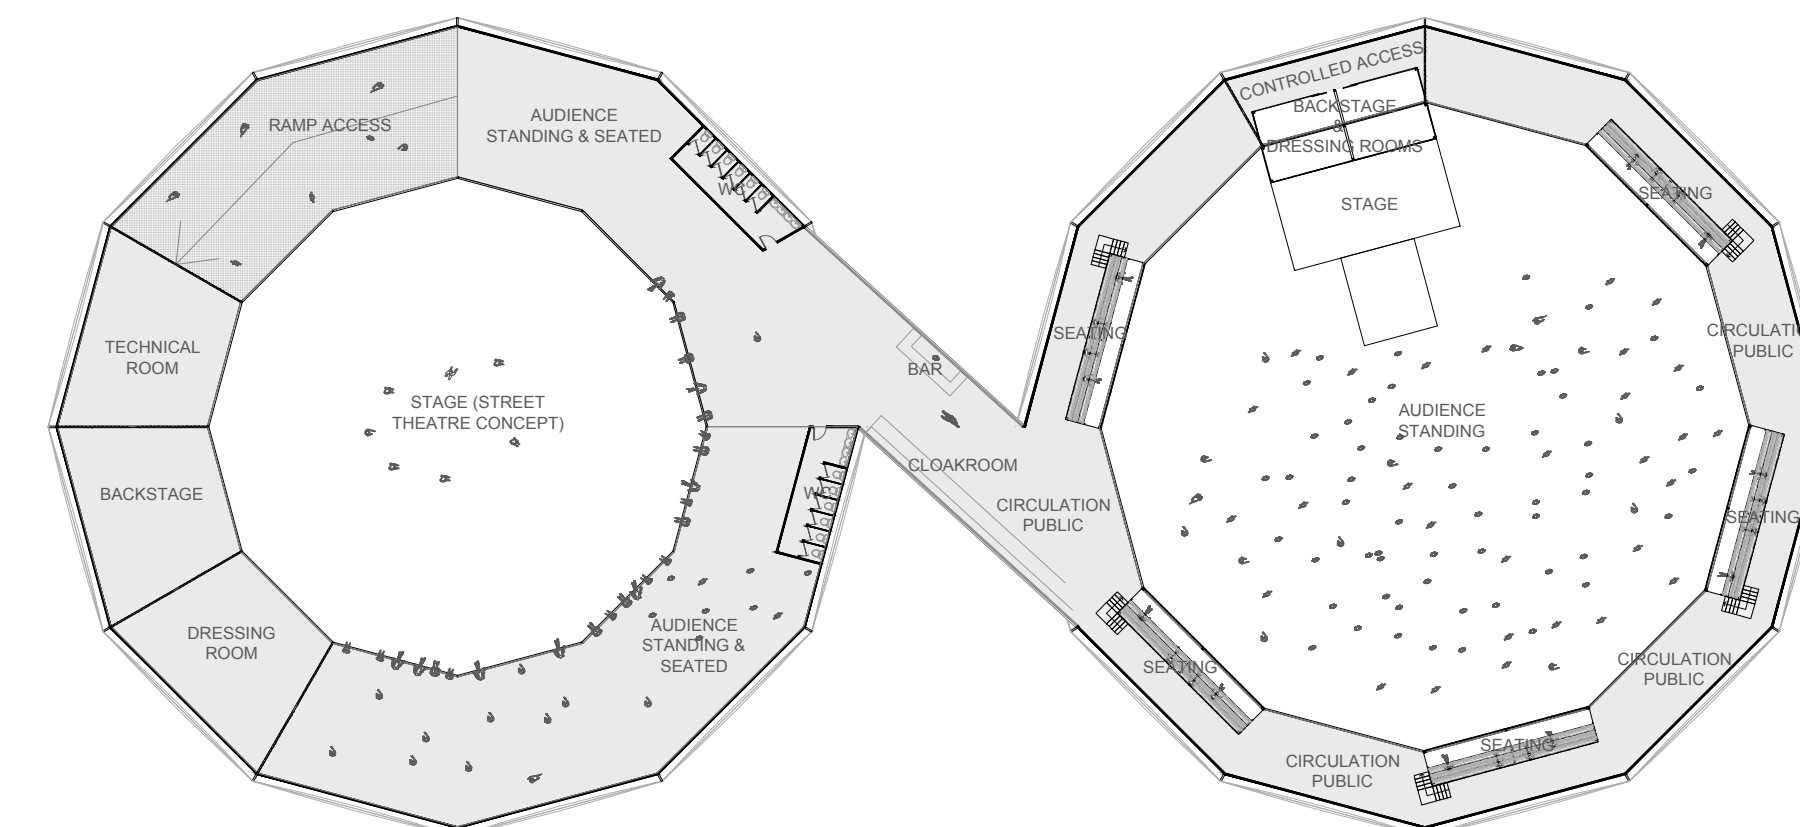 RAMP ACCESS
AUDIENCE
STANDING & SEATED
WC
TECHNICAL
ROOM
STAGE (STREET
THEATRE CONCEPT)
BAR
BACKSTAGE
WC
CLOAKROOM
CIRCULATION
PUBLIC
DRESSING
ROOM
AUDIENCE
STANDING &
SEATED
CONTROLLED ACCESS
BACKSTAGE
&
DRESSING ROOMS
STAGE
SEATING
SEATING
CIRCULATI
PUBLIC
AUDIENCE
STANDING
SEATING
SEATING
CIRCULATION
PUBLIC
SEATING
CIRCULATION
PUBLIC